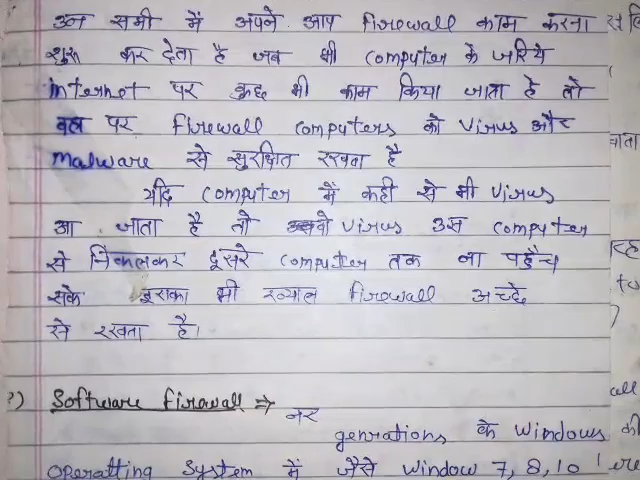 उन सभी में अपने आप firewall काम करना
शुरू कर देता है जब भी computer के जरिये
internet पर कुछ भी काम किया जाता है तो
वहा पर firewall computers को virus और
malware से सुरक्षित रखता है
यदि computer में कही से भी virus
आ जाता है तो virus उस computer
से निकलकर दूसरे computer तक ना पहुँच
सके इसका भी ख्याल firewall अच्छे
से रखता है।
?) Software firewall ⇒ नए
genrations के windows की
operatting system में जैसे window 7, 8, 10